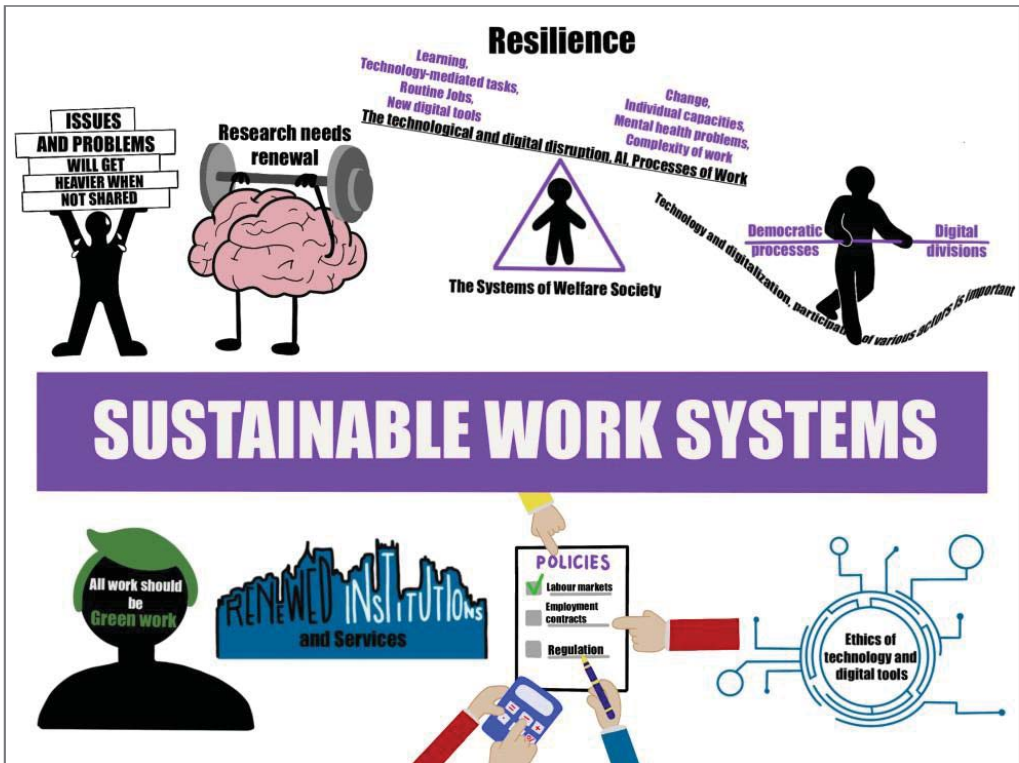 Resilience
ISSUES
AND PROBLEMS
WILL GET
HEAVIER WHEN
NOT SHARED
Research needs
renewal
Learning,
Technology-mediated tasks,
Routine Jobs,
New digital tools
Change,
Individual capacities,
Mental health problems,
Complexity of work
The technological and digital disruption, AI, Processes of Work
The Systems of Welfare Society
Democratic
processes
Digital
divisions
Technology and digitalization, participation of various actors is important
SUSTAINABLE WORK SYSTEMS
All work should
be
Green work
RENEWED INSTITUTIONS
and Services
POLICIES
Labour markets
Employment
contracts
Regulation
Ethics of
technology and
digital tools